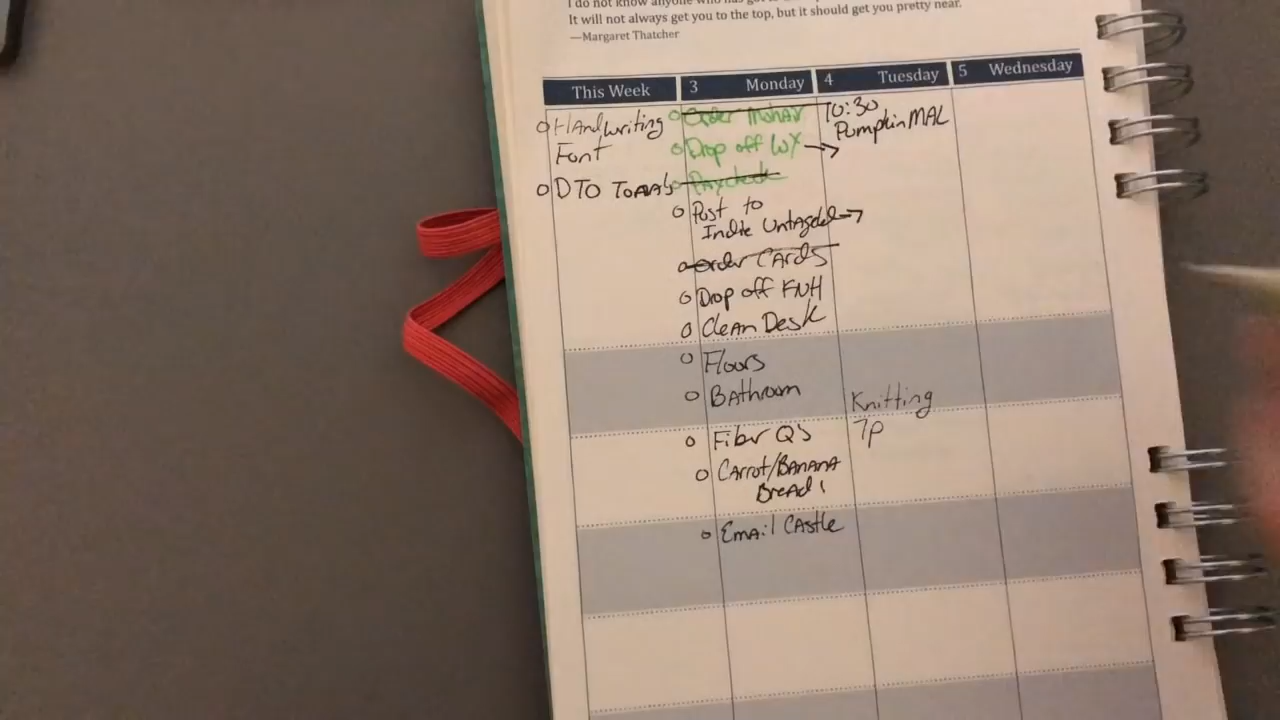 It will not always get you to the top, but it should get you pretty near.
—Margaret Thatcher
This Week
3 Monday
4 Tuesday
5 Wednesday
Handwriting
Font
DTO
Order Mohair
Drop off WX →
Paycheck
Post to
Indie Untangled →
Order Cards
Drop off FNH
Clean Desk
Floors
Bathroom
Fiber Q's
Carrot/Banana
Bread!
Email Castle
10:30
Pumpkin MAL
Knitting
7p